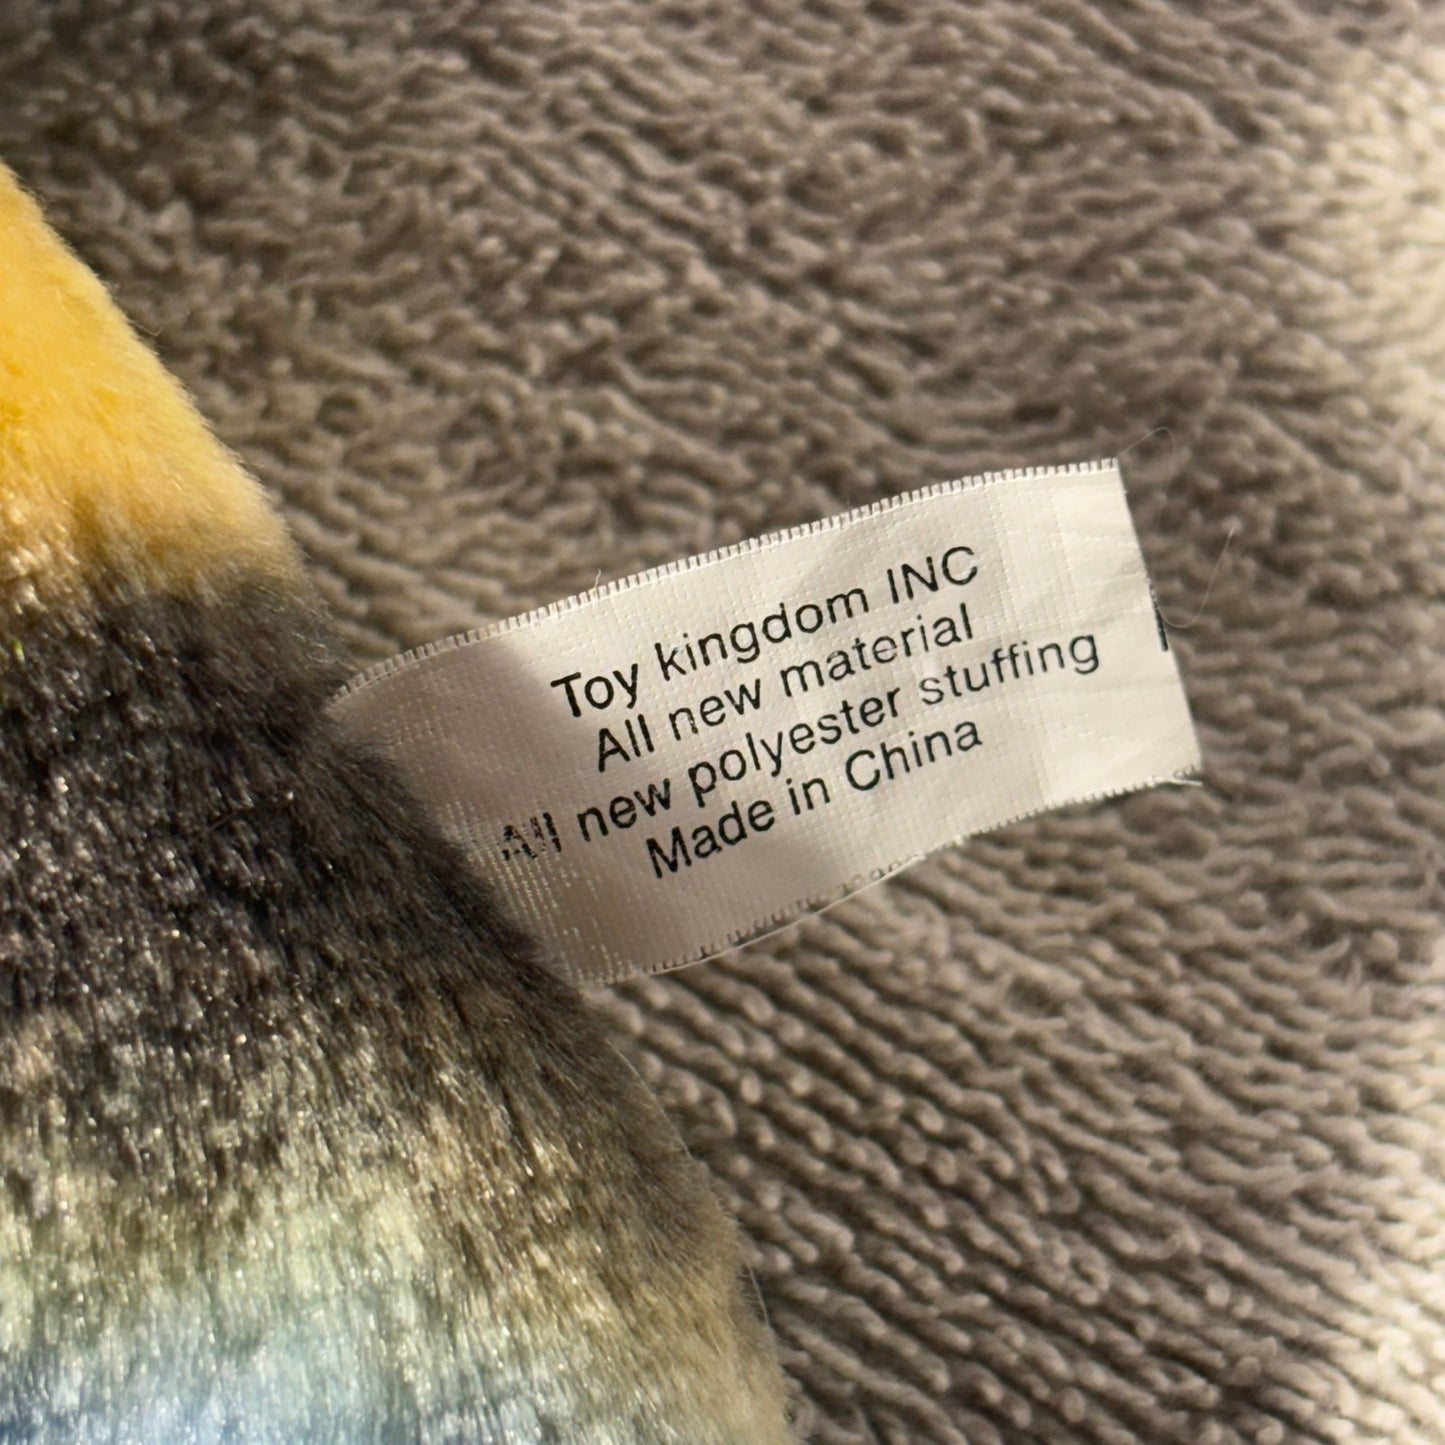 Toy kingdom INC
All new material
All new polyester stuffing
Made in China